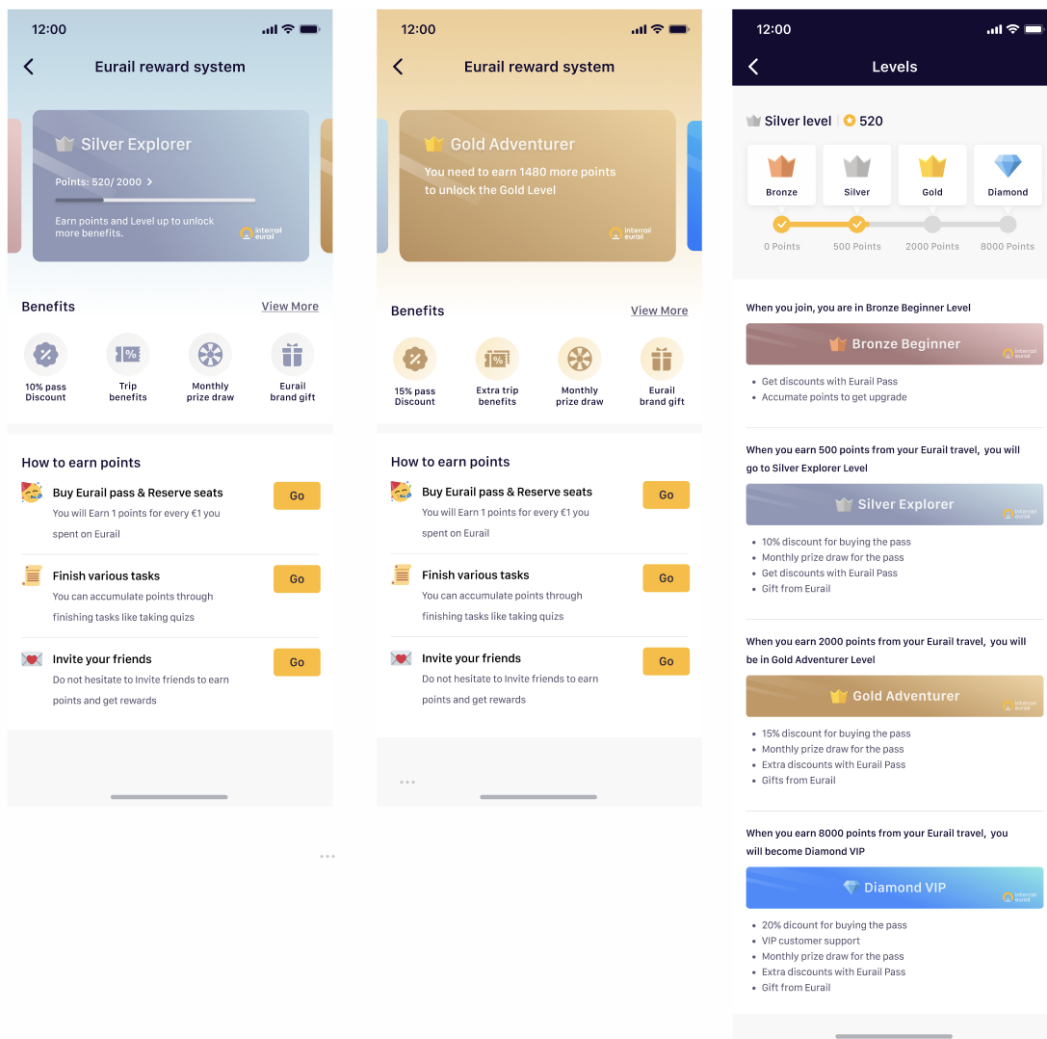 12:00
Eurail reward system
Silver Explorer
Points: 520/ 2000 >
Earn points and Level up to unlock
more benefits.
interrail
eurail
Benefits
View More
10% pass
Discount
Trip
benefits
Monthly
prize draw
Eurail
brand gift
How to earn points
Buy Eurail pass & Reserve seats
You will Earn 1 points for every €1 you
spent on Eurail
Go
Finish various tasks
You can accumulate points through
finishing tasks like taking quizs
Go
Invite your friends
Do not hesitate to Invite friends to earn
points and get rewards
Go
...
12:00
Eurail reward system
Gold Adventurer
You need to earn 1480 more points
to unlock the Gold Level
interrail
eurail
Benefits
View More
15% pass
Discount
Extra trip
benefits
Monthly
prize draw
Eurail
brand gift
How to earn points
Buy Eurail pass & Reserve seats
You will Earn 1 points for every €1 you
spent on Eurail
Go
Finish various tasks
You can accumulate points through
finishing tasks like taking quizs
Go
Invite your friends
Do not hesitate to Invite friends to earn
points and get rewards
Go
...
12:00
Levels
Silver level 520
Bronze
Silver
Gold
Diamond
0 Points
500 Points
2000 Points
8000 Points
When you join, you are in Bronze Beginner Level
Bronze Beginner
interrail
eurail
• Get discounts with Eurail Pass
• Accumate points to get upgrade
When you earn 500 points from your Eurail travel, you will
go to Silver Explorer Level
Silver Explorer
interrail
eurail
• 10% discount for buying the pass
• Monthly prize draw for the pass
• Get discounts with Eurail Pass
• Gift from Eurail
When you earn 2000 points from your Eurail travel, you will
be in Gold Adventurer Level
Gold Adventurer
interrail
eurail
• 15% discount for buying the pass
• Monthly prize draw for the pass
• Extra discounts with Eurail Pass
• Gifts from Eurail
When you earn 8000 points from your Eurail travel, you
will become Diamond VIP
Diamond VIP
interrail
eurail
• 20% dicount for buying the pass
• VIP customer support
• Monthly prize draw for the pass
• Extra discounts with Eurail Pass
• Gift from Eurail